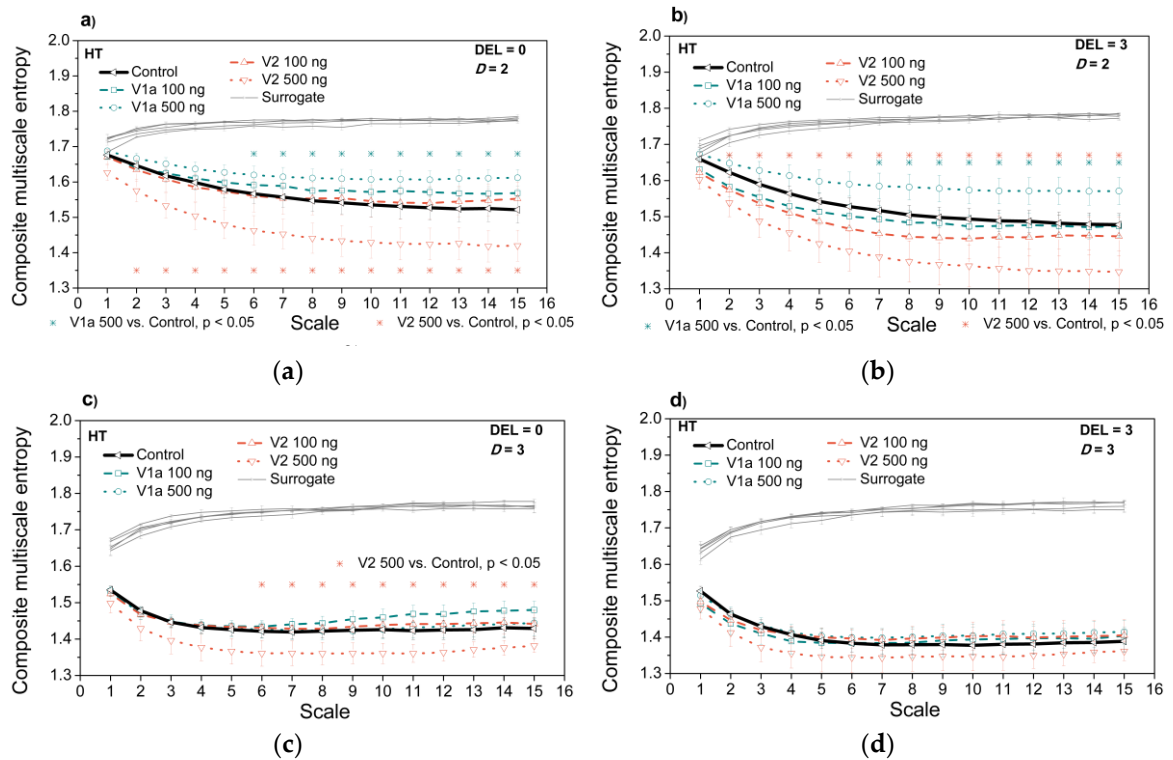 a)
Composite multiscale entropy
2.0
1.9
1.8
1.7
1.6
1.5
1.4
1.3
HT
Control
V1a 100 ng
V1a 500 ng
V2 100 ng
V2 500 ng
Surrogate
DEL = 0
D = 2
0 1 2 3 4 5 6 7 8 9 10 11 12 13 14 15 16
Scale
* V1a 500 vs. Control, p < 0.05
* V2 500 vs. Control, p < 0.05
(a)
b)
Composite multiscale entropy
2.0
1.9
1.8
1.7
1.6
1.5
1.4
1.3
HT
Control
V1a 100 ng
V1a 500 ng
V2 100 ng
V2 500 ng
Surrogate
DEL = 3
D = 2
0 1 2 3 4 5 6 7 8 9 10 11 12 13 14 15 16
Scale
* V1a 500 vs. Control, p < 0.05
* V2 500 vs. Control, p < 0.05
(b)
c)
Composite multiscale entropy
2.0
1.9
1.8
1.7
1.6
1.5
1.4
1.3
HT
Control
V1a 100 ng
V1a 500 ng
V2 100 ng
V2 500 ng
Surrogate
DEL = 0
D = 3
* V2 500 vs. Control, p < 0.05
0 1 2 3 4 5 6 7 8 9 10 11 12 13 14 15 16
Scale
(c)
d)
Composite multiscale entropy
2.0
1.9
1.8
1.7
1.6
1.5
1.4
1.3
HT
Control
V1a 100 ng
V1a 500 ng
V2 100 ng
V2 500 ng
Surrogate
DEL = 3
D = 3
0 1 2 3 4 5 6 7 8 9 10 11 12 13 14 15 16
Scale
(d)